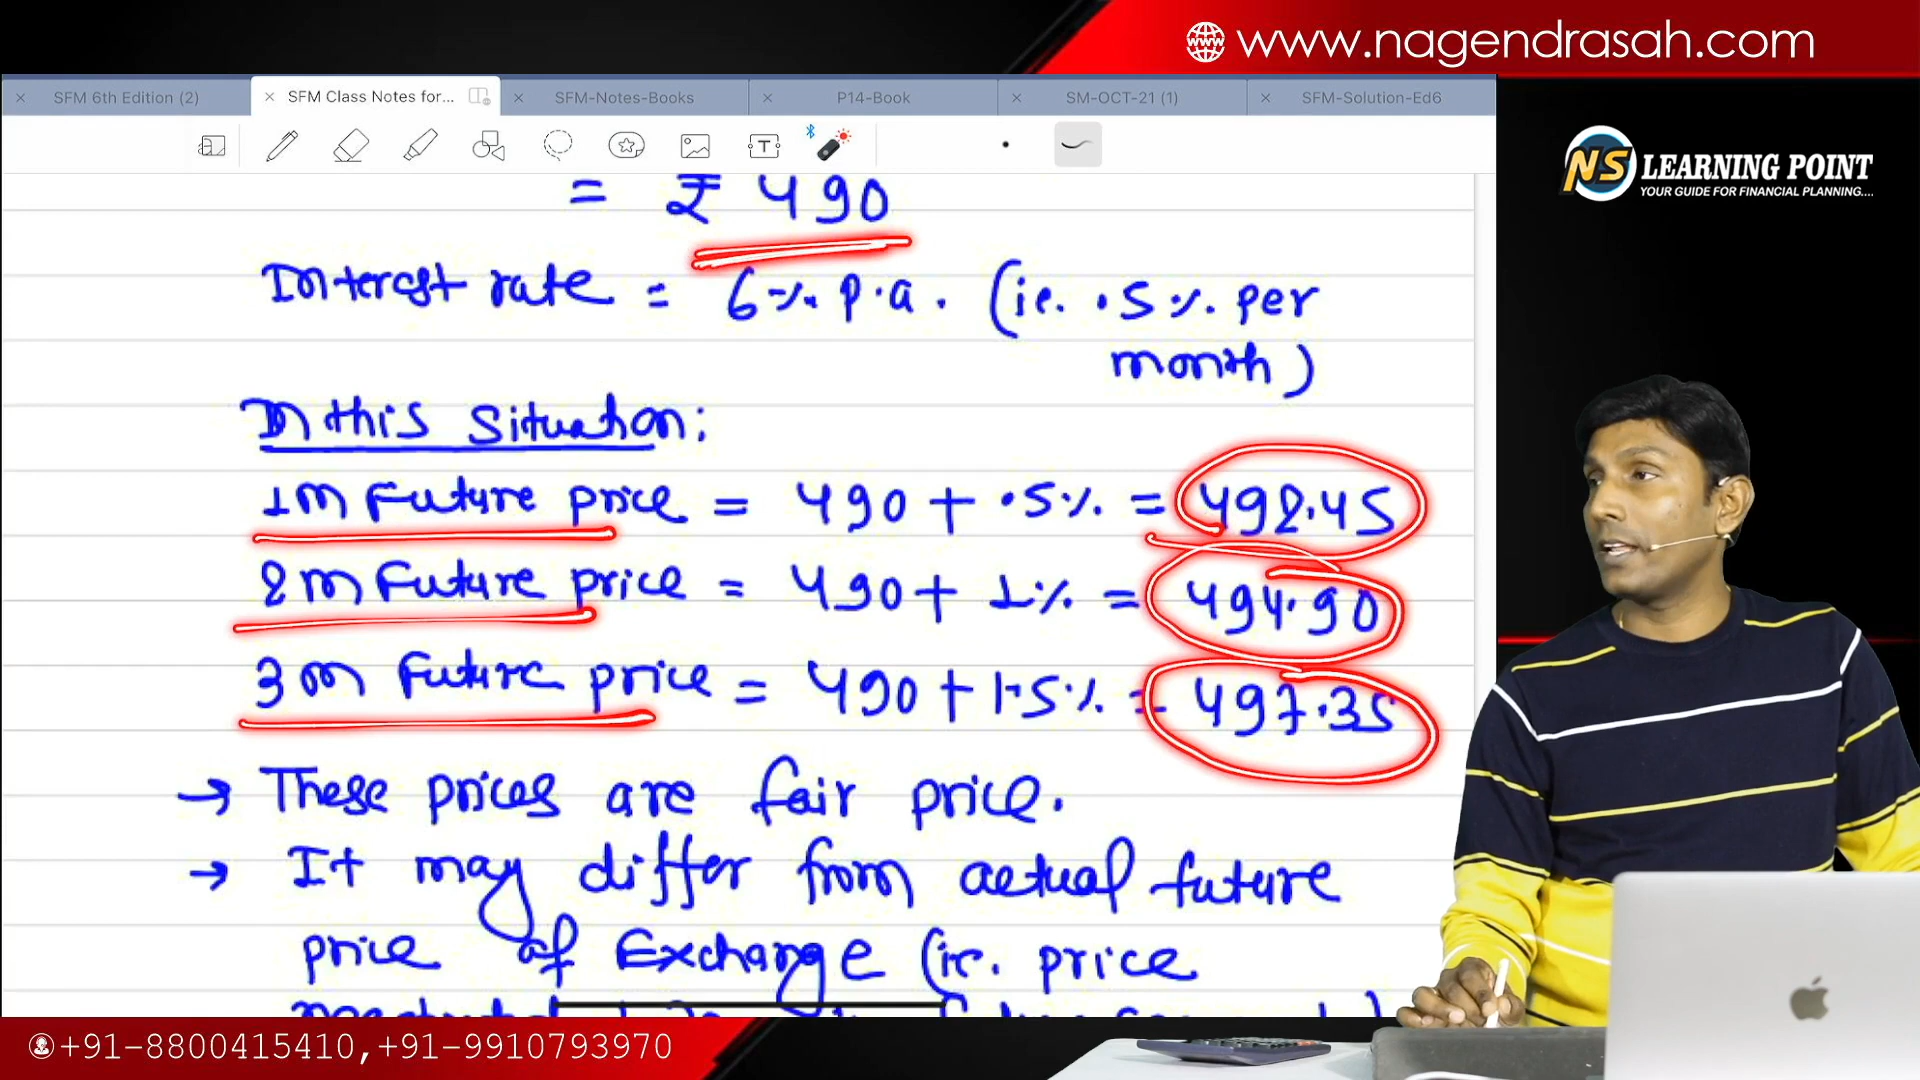 www.nagendrasah.com
SFM 6th Edition (2)
SFM Class Notes for...
SFM-Notes-Books
P14-Book
SM-OCT-21 (1)
SFM-Solution-Ed6
NS LEARNING POINT
YOUR GUIDE FOR FINANCIAL PLANNING....
= ₹ 490
Interest rate = 6% p.a. (ie. .5% per
month)
In this situation:
1m Future price = 490 + .5% = 492.45
2m Future price = 490 + 1% = 494.90
3m Future price = 490 + 1.5% = 497.35
→ These prices are fair price.
→ It may differ from actual future
price of Exchange (ie. price
+91-8800415410,+91-9910793970